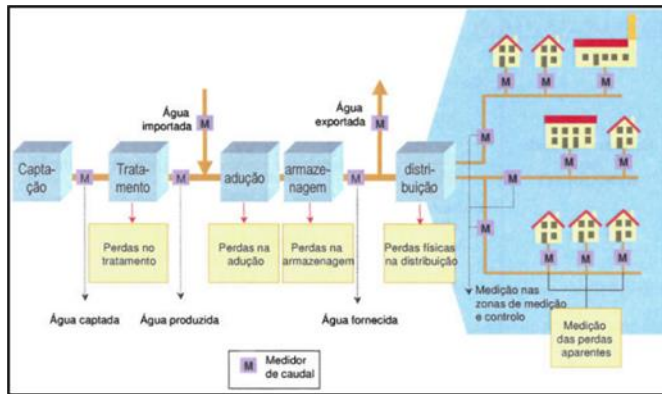 Água
importada
M
Água
exportada
M
Capta-
ção
M
Trata-
mento
M
adução
armaze-
nagem
M
distri-
buição
Perdas no
tratamento
Perdas na
adução
Perdas na
armazenagem
Perdas físicas
na distribuição
Água captada
Água produzida
Água fornecida
M
M
M
M
M
M
M
M
M
M
M
Medição nas
zonas de medição
e controlo
Medição
das perdas
aparentes
M
Medidor
de caudal